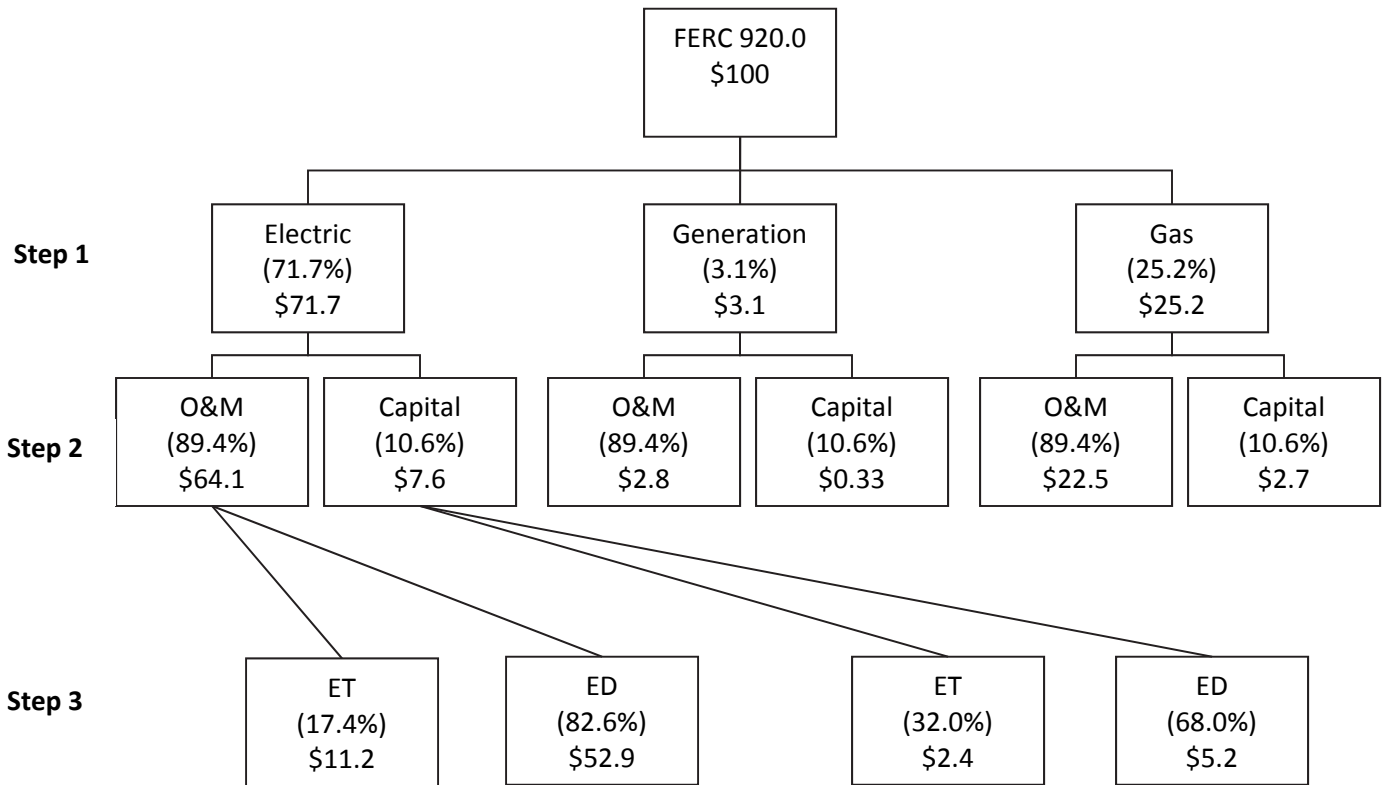 FERC 920.0
$100
Step 1
Electric
(71.7%)
$71.7
Generation
(3.1%)
$3.1
Gas
(25.2%)
$25.2
Step 2
O&M
(89.4%)
$64.1
Capital
(10.6%)
$7.6
O&M
(89.4%)
$2.8
Capital
(10.6%)
$0.33
O&M
(89.4%)
$22.5
Capital
(10.6%)
$2.7
Step 3
ET
(17.4%)
$11.2
ED
(82.6%)
$52.9
ET
(32.0%)
$2.4
ED
(68.0%)
$5.2